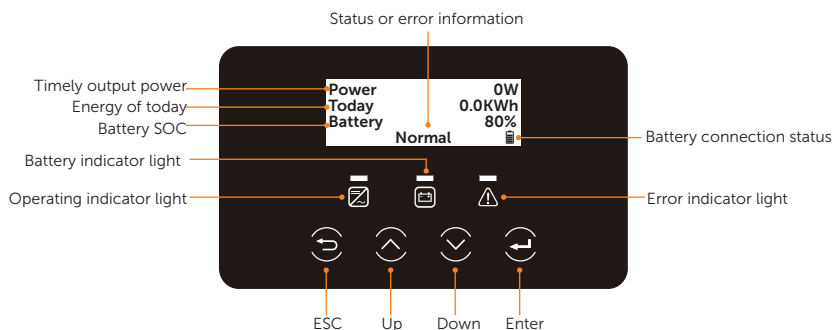 Status or error information
Timely output power
Energy of today
Battery SOC
Power 0W
Today 0.0KWh
Battery 80%
Normal
Battery connection status
Battery indicator light
Operating indicator light
Error indicator light
ESC Up Down Enter